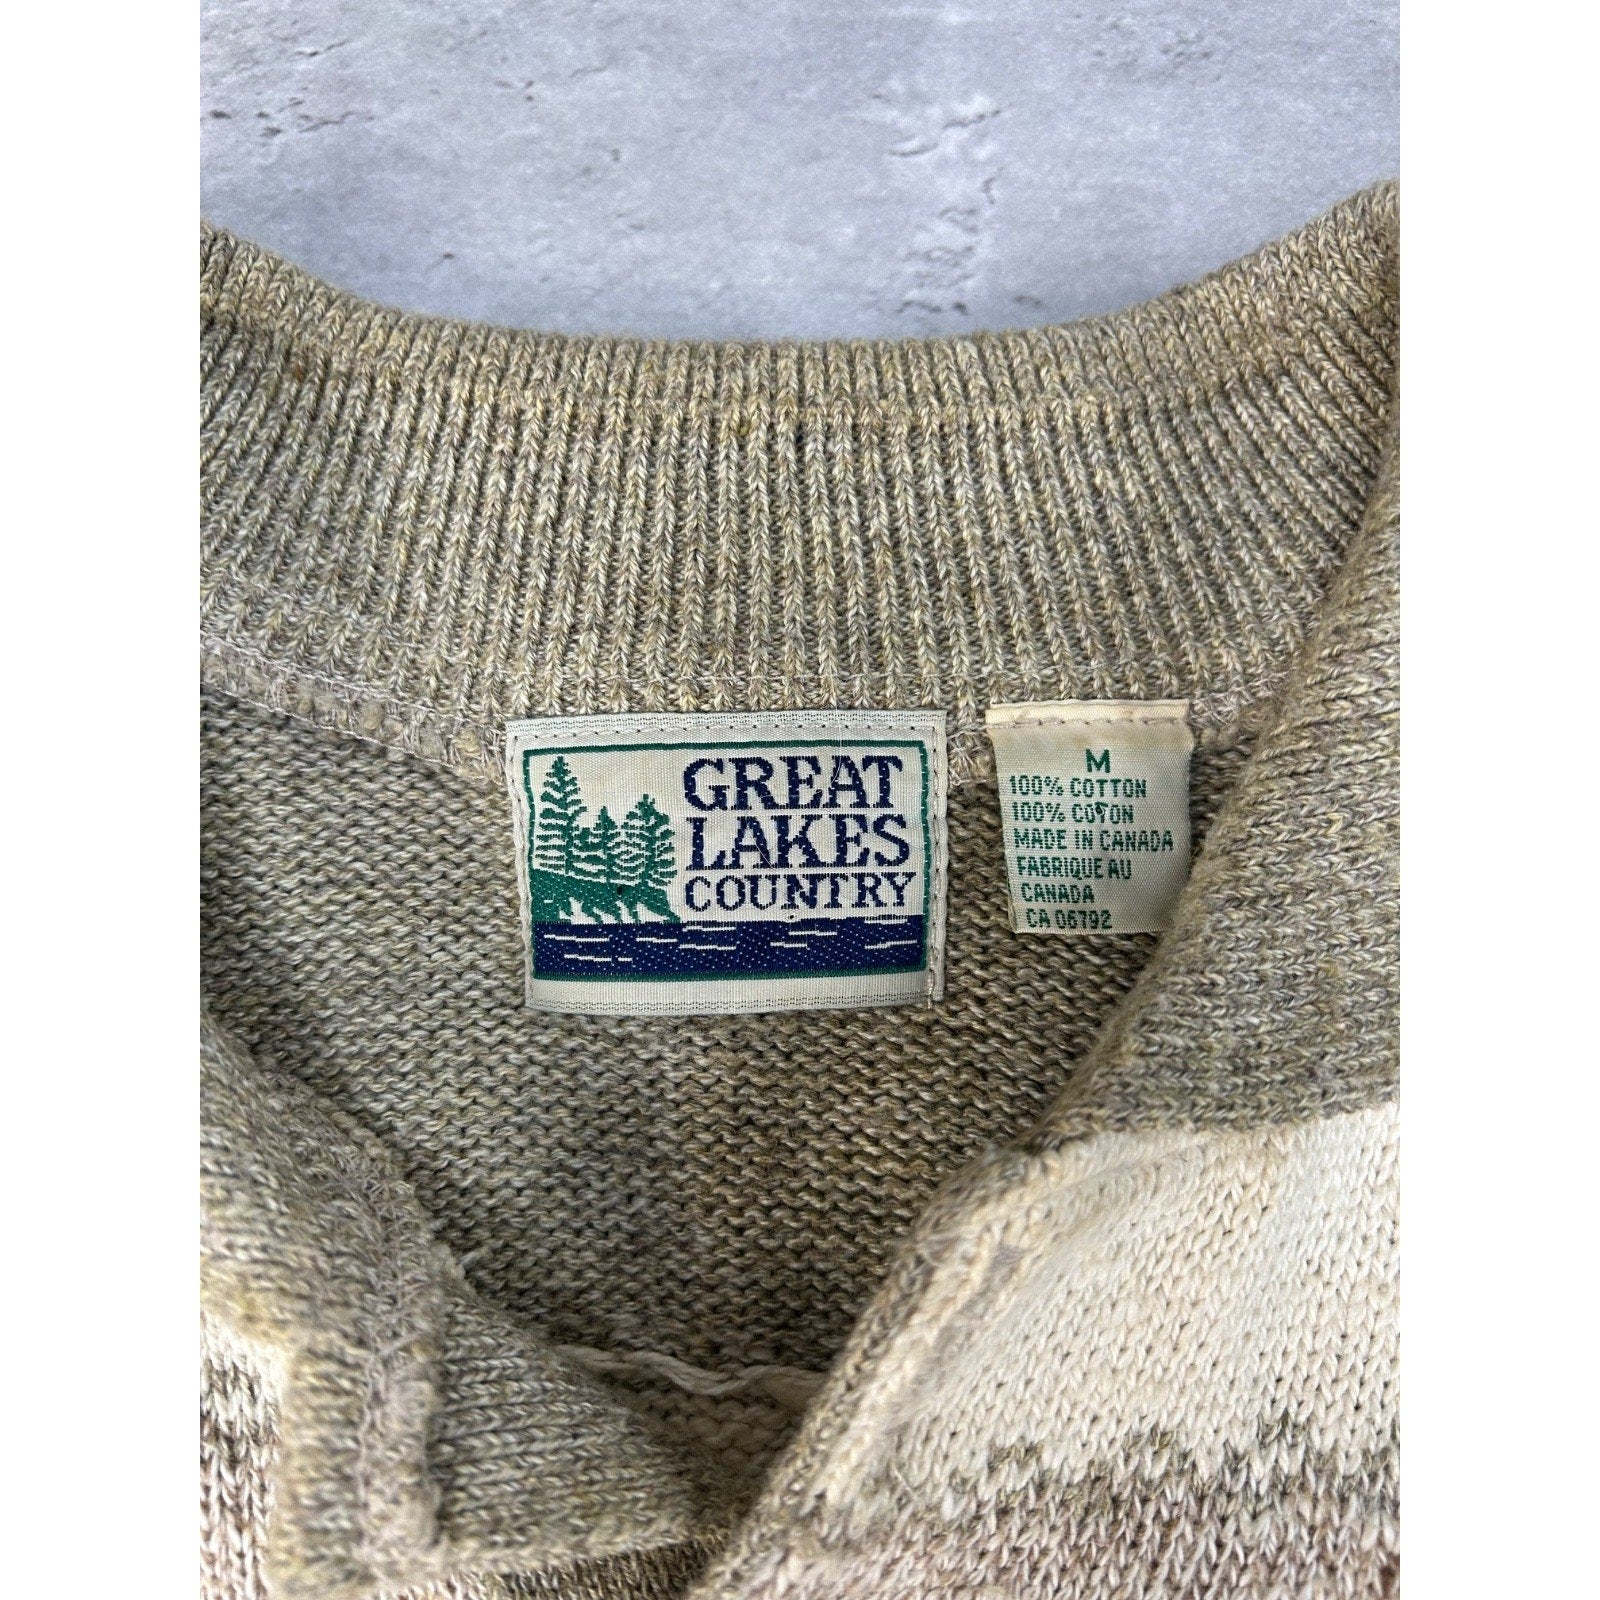 GREAT
LAKES
COUNTRY
M
100% COTTON
100% COTON
MADE IN CANADA
FABRIQUE AU
CANADA
CA 06792